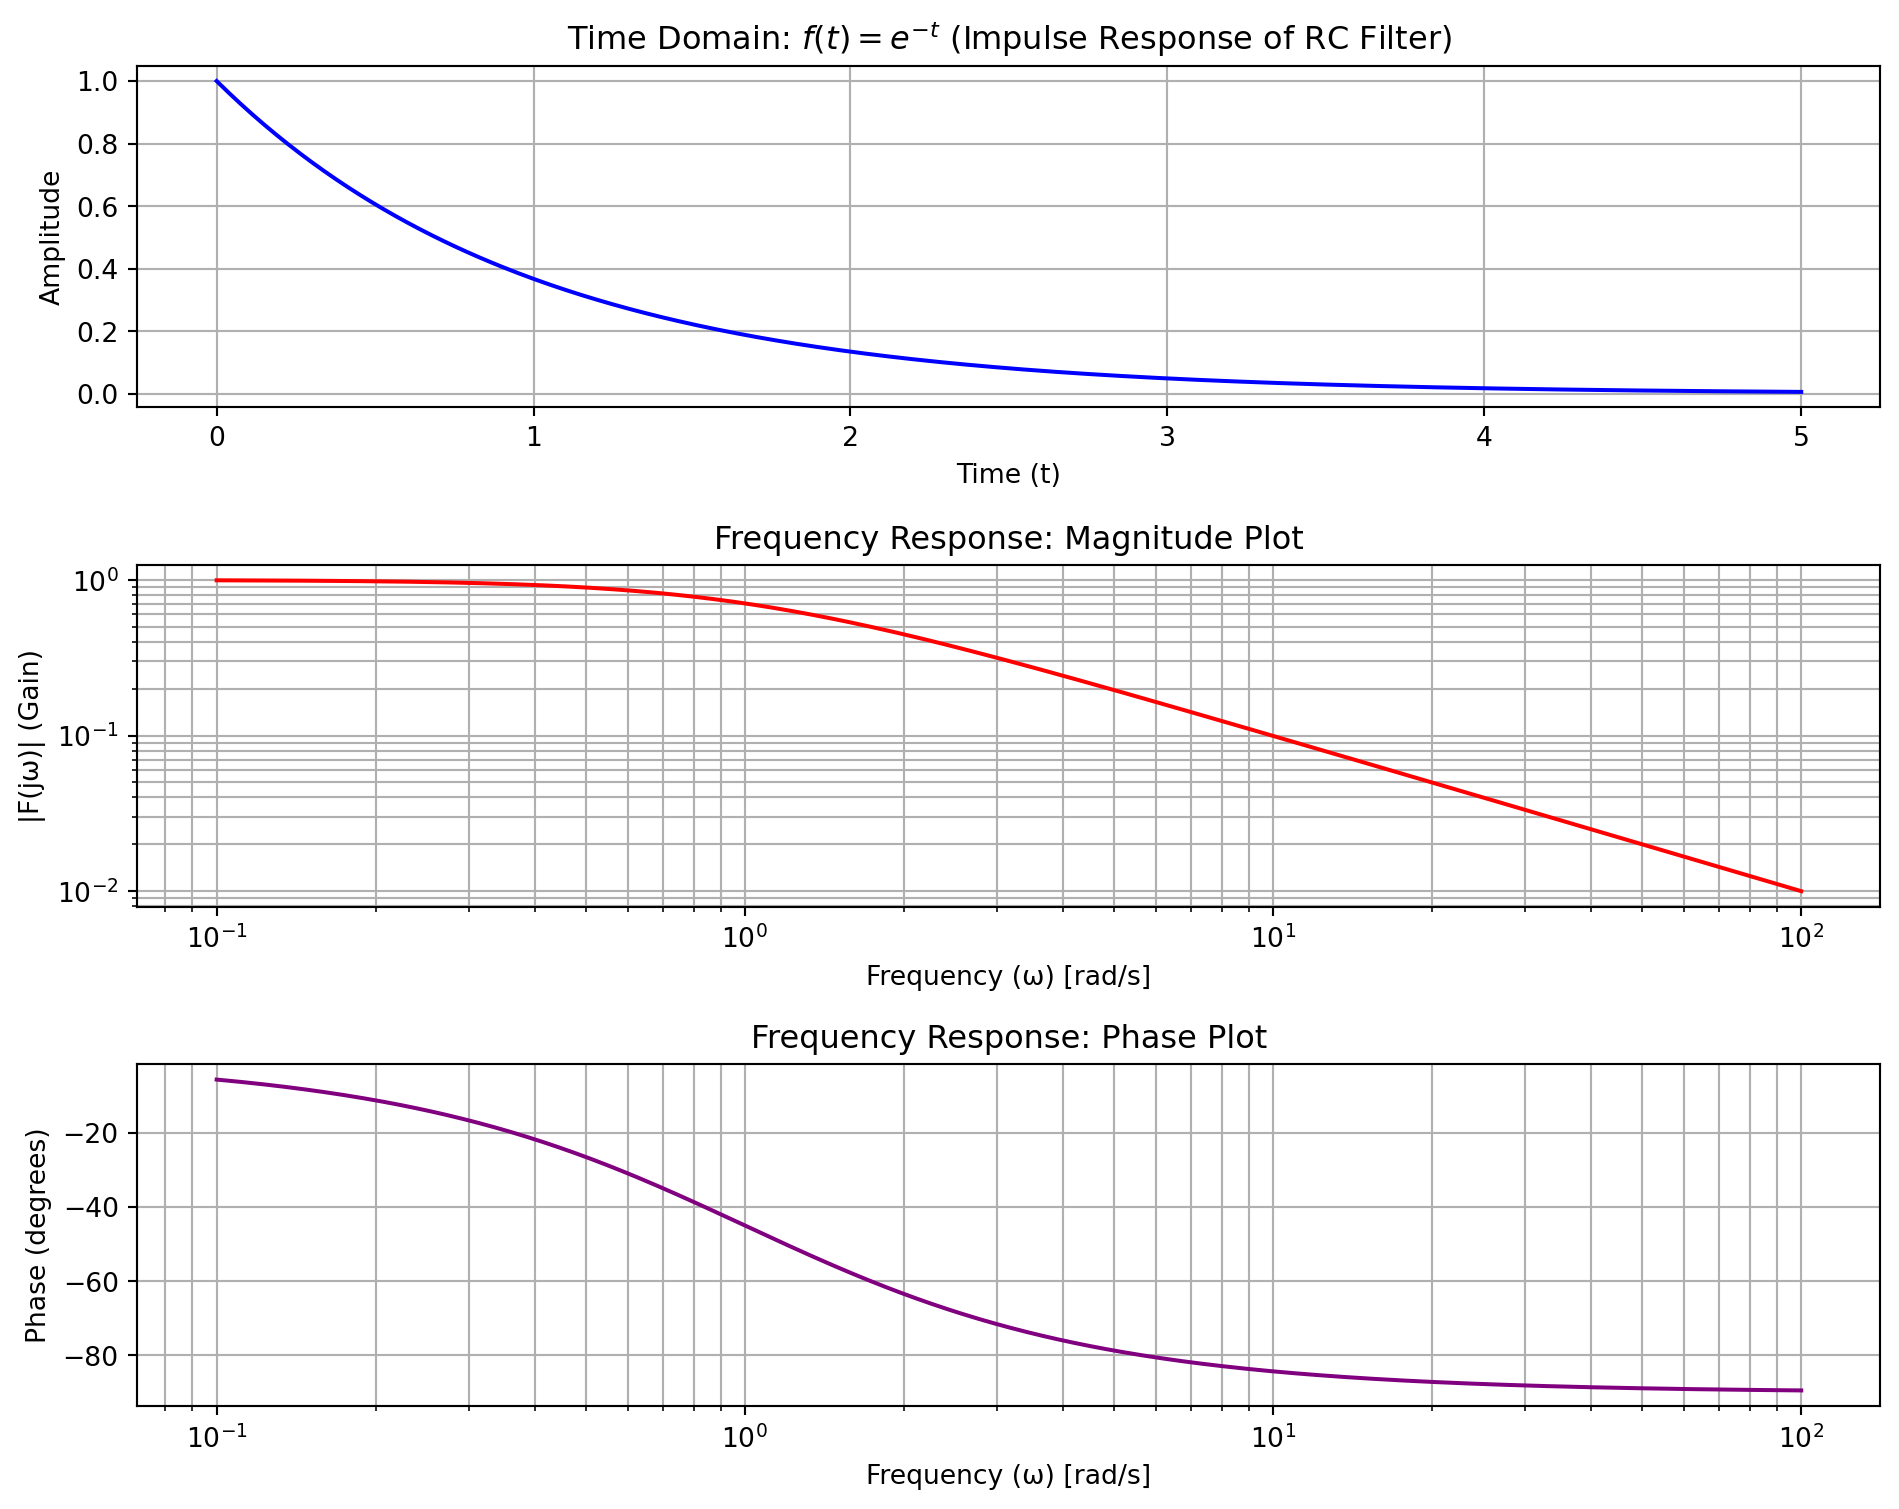 Time Domain: f(t) = e^{-t} (Impulse Response of RC Filter)
1.0
0.8
0.6
0.4
0.2
0.0
Amplitude
0 1 2 3 4 5
Time (t)
Frequency Response: Magnitude Plot
10^0
10^{-1}
10^{-2}
|F(jω)| (Gain)
10^{-1} 10^0 10^1 10^2
Frequency (ω) [rad/s]
Frequency Response: Phase Plot
−20
−40
−60
−80
Phase (degrees)
10^{-1} 10^0 10^1 10^2
Frequency (ω) [rad/s]